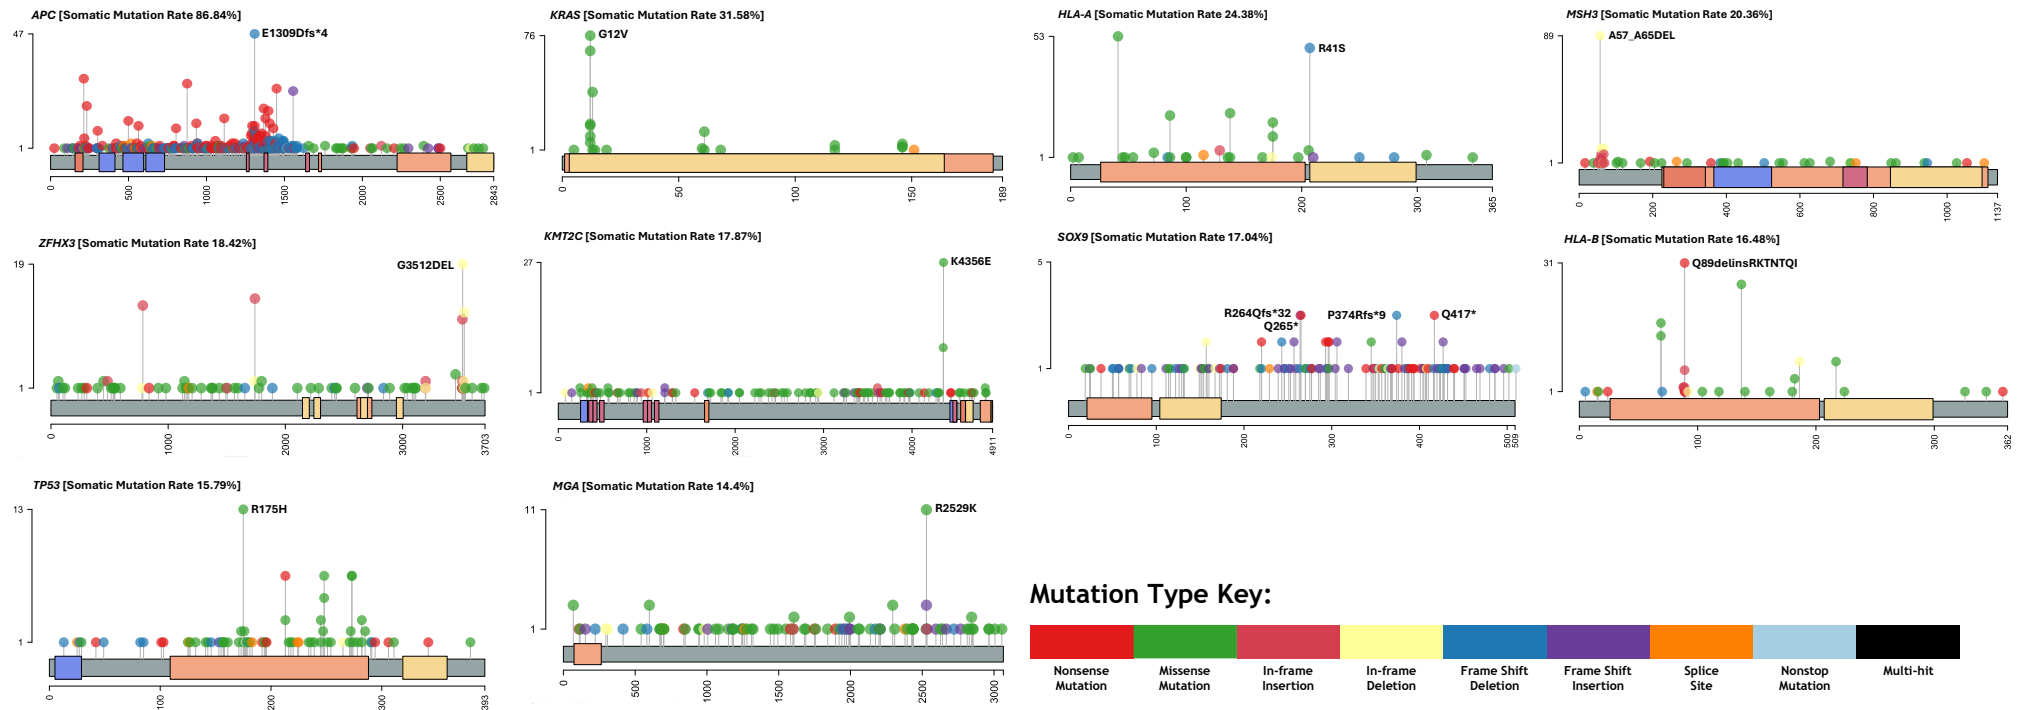 APC [Somatic Mutation Rate 86.84%]
47
1
E1309Dfs*4
0
500
1000
1500
2000
2500
2843
KRAS [Somatic Mutation Rate 31.58%]
76
1
G12V
0
50
100
150
189
HLA-A [Somatic Mutation Rate 24.38%]
53
1
R41S
0
100
200
300
365
MSH3 [Somatic Mutation Rate 20.36%]
89
1
A57_A65DEL
0
200
400
600
800
1000
1137
ZFHX3 [Somatic Mutation Rate 18.42%]
19
1
G3512DEL
0
1000
2000
3000
3703
KMT2C [Somatic Mutation Rate 17.87%]
27
1
K4356E
0
1000
2000
3000
4000
4911
SOX9 [Somatic Mutation Rate 17.04%]
5
1
R264Qfs*32
Q265*
P374Rfs*9
Q417*
0
100
200
300
400
509
HLA-B [Somatic Mutation Rate 16.48%]
31
1
Q89delinsRKTNTQI
0
100
200
300
362
TP53 [Somatic Mutation Rate 15.79%]
13
1
R175H
0
100
200
300
393
MGA [Somatic Mutation Rate 14.4%]
11
1
R2529K
0
500
1000
1500
2000
2500
3000
Mutation Type Key:
Nonsense Mutation
Missense Mutation
In-frame Insertion
In-frame Deletion
Frame Shift Deletion
Frame Shift Insertion
Splice Site
Nonstop Mutation
Multi-hit